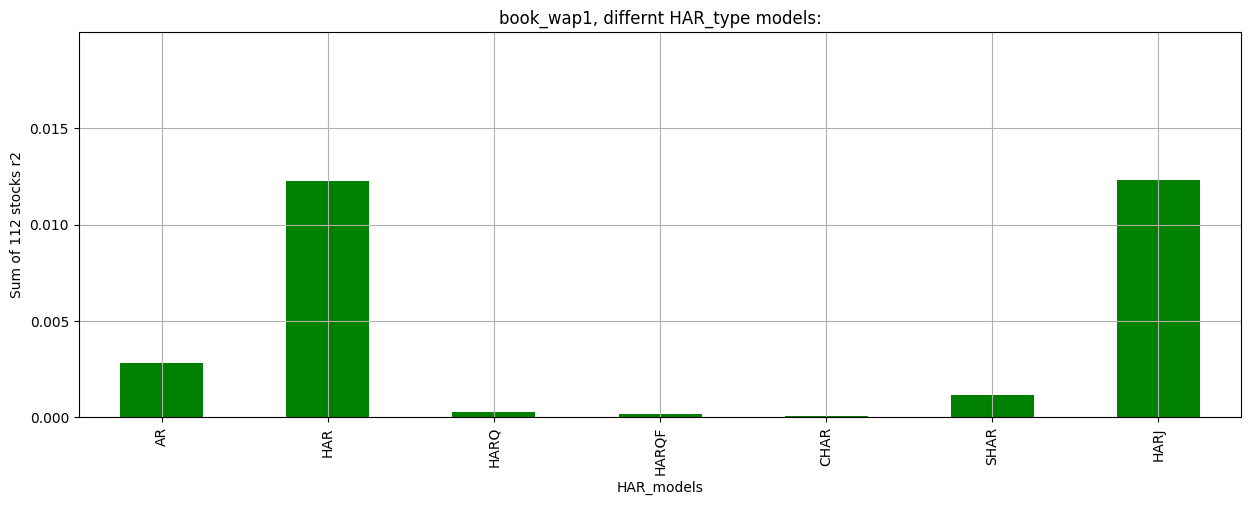 book_wap1, differnt HAR_type models:
Sum of 112 stocks r2
0.015
0.010
0.005
0.000
AR
HAR
HARQ
HARQF
CHAR
SHAR
HARJ
HAR_models